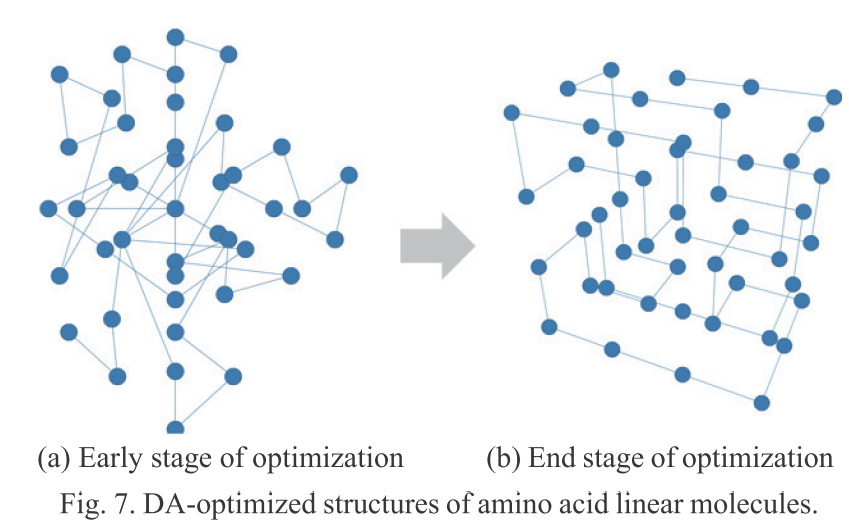 (a) Early stage of optimization
(b) End stage of optimization
Fig. 7. DA-optimized structures of amino acid linear molecules.